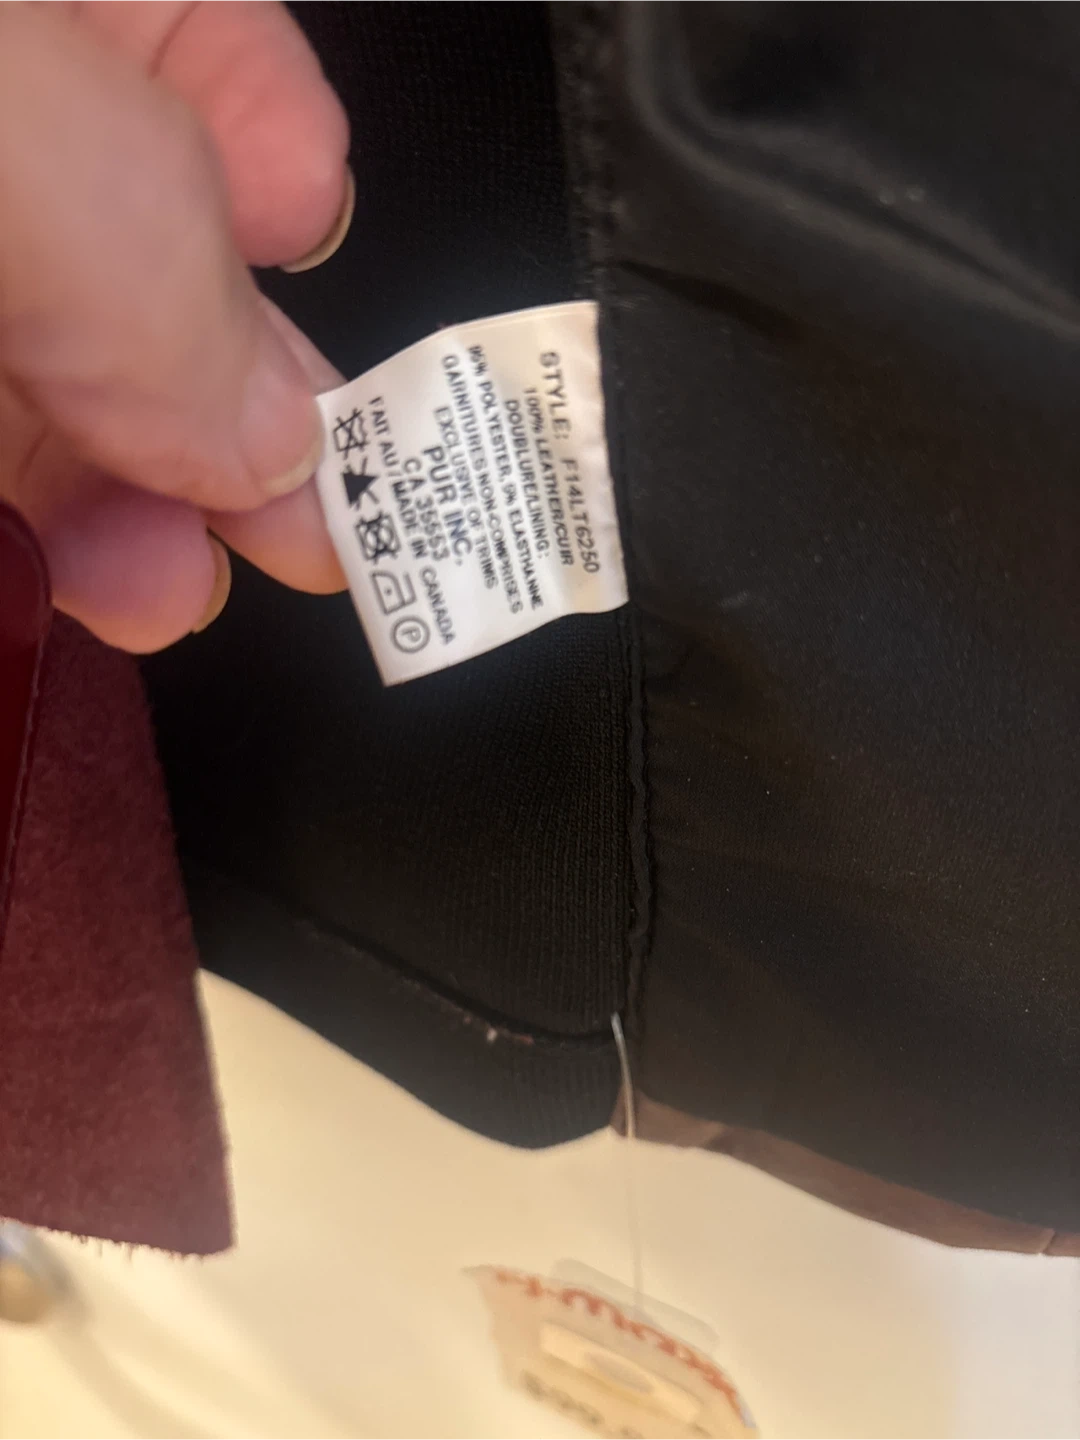 STYLE: F14LT6250
100% LEATHER/CUIR
DOUBLURE/LINING:
95% POLYESTER, 5% ELASTHANNE
GARNITURES NON-COMPRISES
EXCLUSIVE OF TRIMS
PUR INC.
CA 35553
FAIT AU / MADE IN CANADA
P